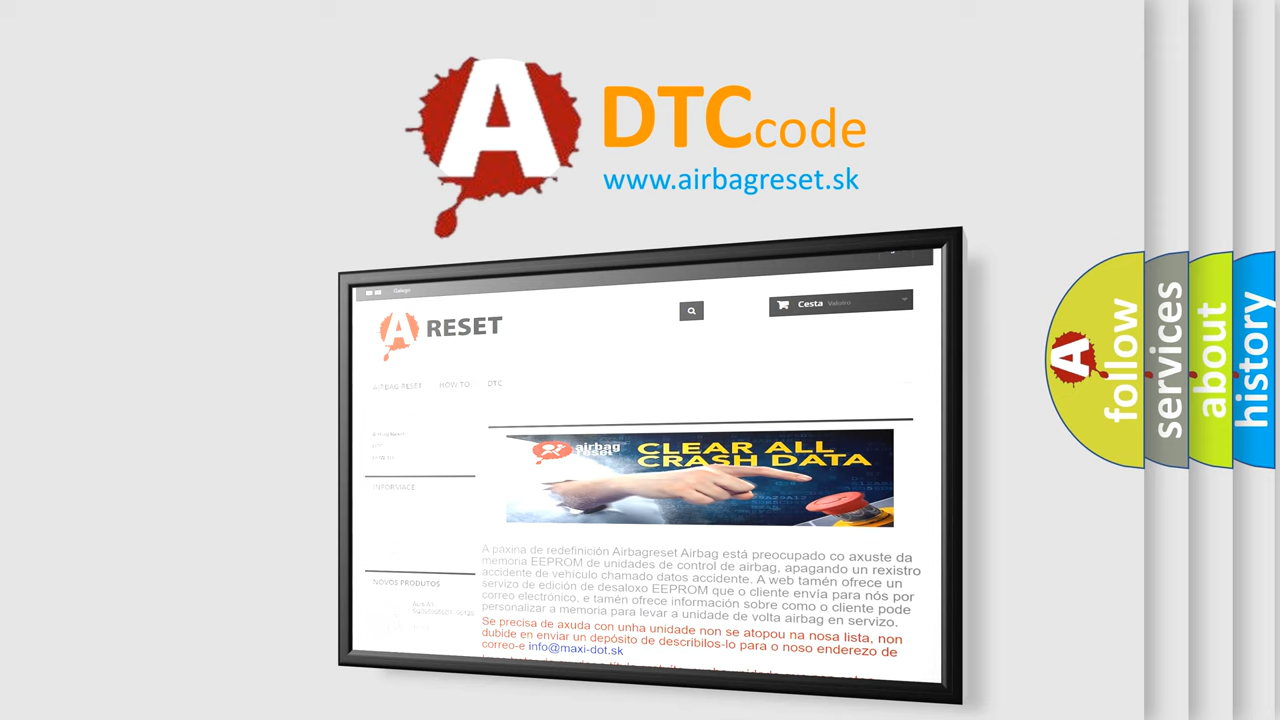 A
DTCcode
www.airbagreset.sk
Galego
A RESET
Cesta Valeiro
AIRBAG RESET HOW TO DTC
INFORMACE
NOVOS PRODUTOS
airbag
reset
CLEAR ALL
CRASH DATA
A páxina de redefinición Airbagreset Airbag está preocupado co axuste da
memoria EEPROM de unidades de control de airbag, apagando un rexistro
accidente de vehículo chamado datos accidente. A web tamén ofrece un
servizo de edición de desaloxo EEPROM que o cliente envía para nós por
correo electrónico, e tamén ofrece información sobre como o cliente pode
personalizar a memoria para levar a unidade de volta airbag en servizo.
Se precisa de axuda con unha unidade non se atopou na nosa lista, non
dubide en enviar un depósito de describilos-lo para o noso enderezo de
correo-e info@maxi-dot.sk
A
follow
services
about
history